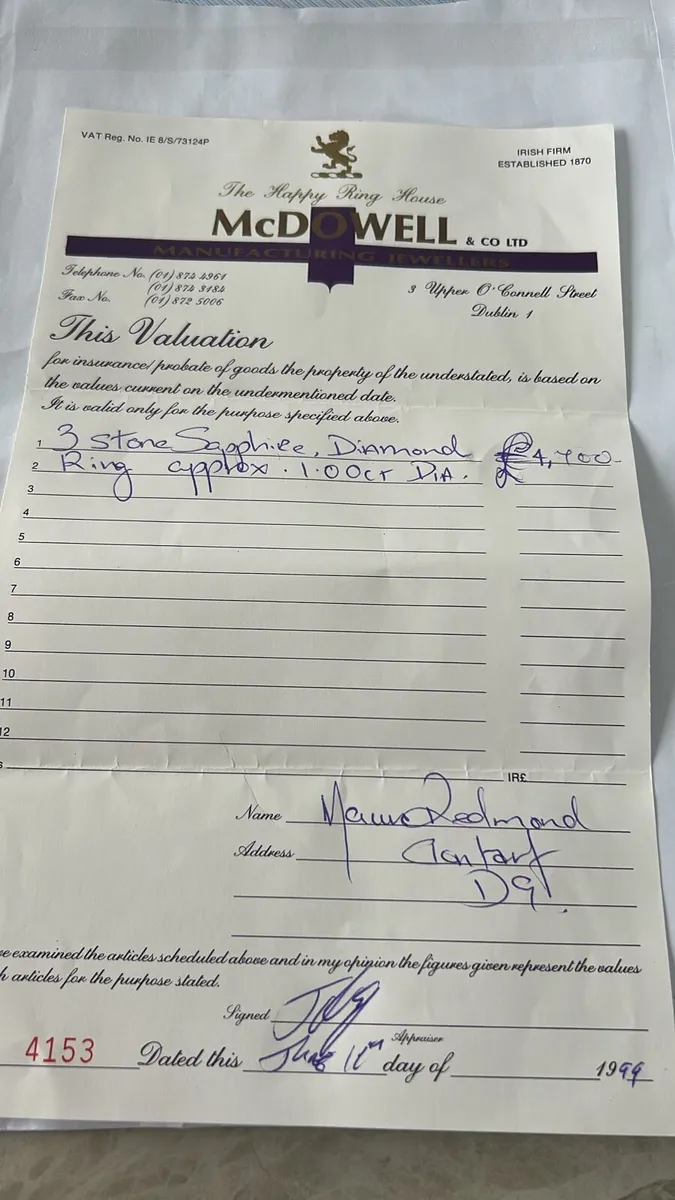 VAT Reg. No. IE 8/S/73124P
IRISH FIRM
ESTABLISHED 1870
The Happy Ring House
McDOWELL & CO LTD
MANUFACTURING JEWELLERS
Telephone No. (01) 874 4961
(01) 874 3184
Fax No. (01) 872 5006
3 Upper O'Connell Street
Dublin 1
This Valuation
for insurance/probate of goods the property of the understated, is based on
the values current on the undermentioned date.
It is valid only for the purpose specified above.
1 3 Stone Sapphire, Diamond £4,700
2 Ring approx. 1.00ct DIA.
3
4
5
6
7
8
9
10
11
12
IR£
Name Redmond
Address Clontarf
D9.
examined the articles scheduled above and in my opinion the figures given represent the values
articles for the purpose stated.
Signed
Appraiser
4153 Dated this June 11th day of 1999